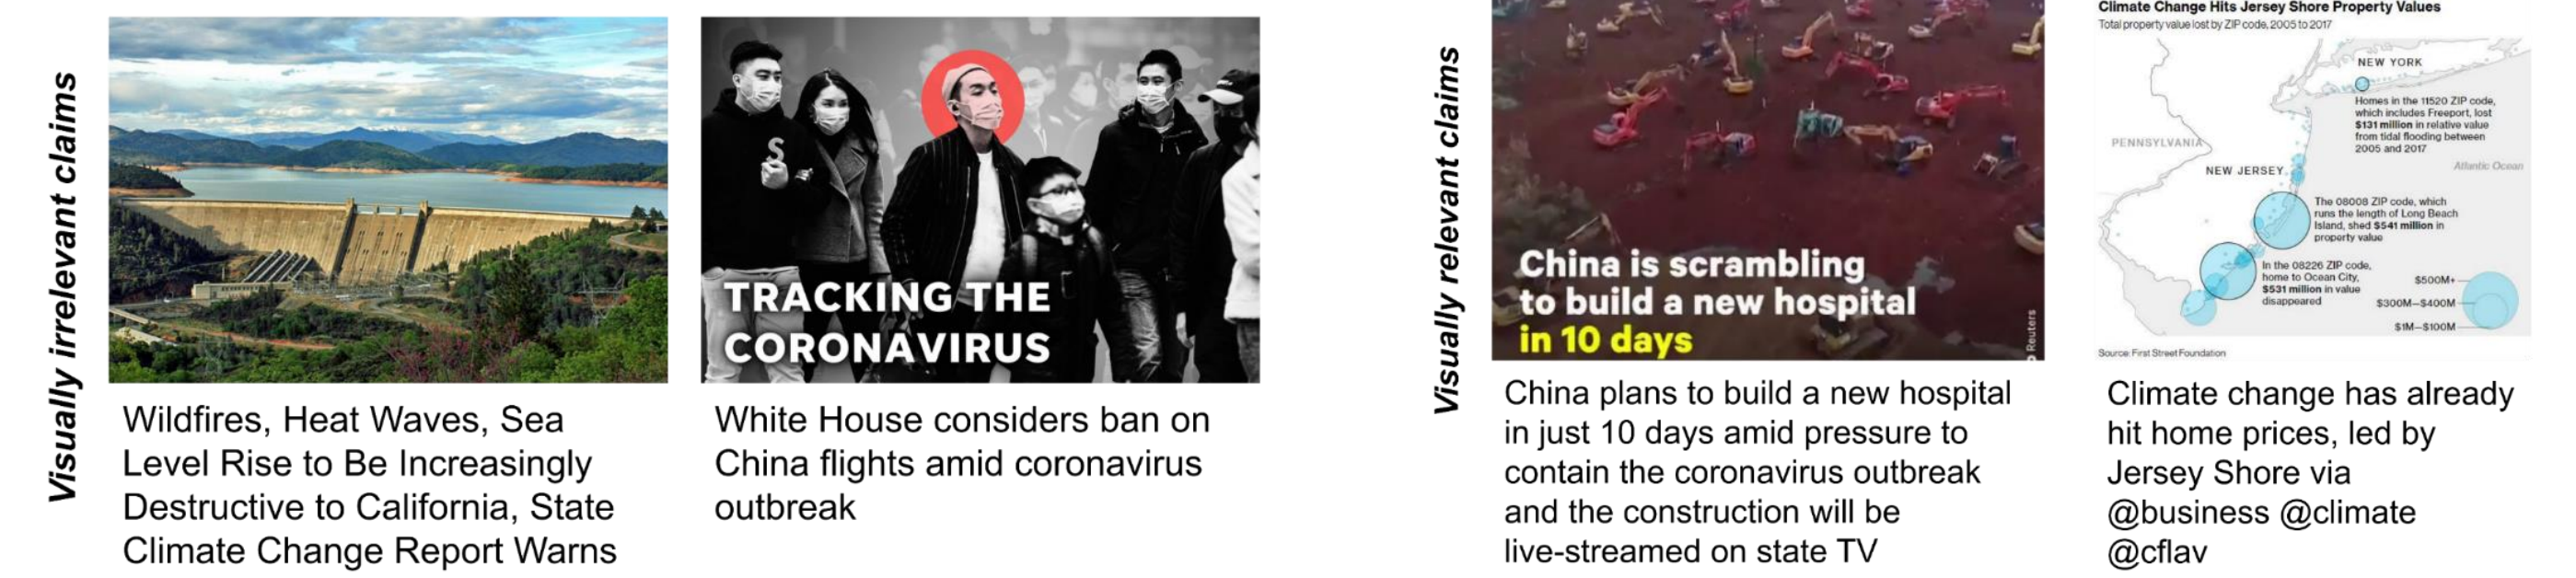 Visually irrelevant claims
S
TRACKING THE
CORONAVIRUS
Wildfires, Heat Waves, Sea
Level Rise to Be Increasingly
Destructive to California, State
Climate Change Report Warns
White House considers ban on
China flights amid coronavirus
outbreak
Visually relevant claims
China is scrambling
to build a new hospital
in 10 days
Reuters
China plans to build a new hospital
in just 10 days amid pressure to
contain the coronavirus outbreak
and the construction will be
live-streamed on state TV
Climate Change Hits Jersey Shore Property Values
Total property value lost by ZIP code, 2005 to 2017
NEW YORK
Homes in the 11520 ZIP code,
which includes Freeport, lost
$131 million in relative value
from tidal flooding between
2005 and 2017
PENNSYLVANIA
Atlantic Ocean
NEW JERSEY
The 08008 ZIP code, which
runs the length of Long Beach
Island, shed $541 million in
property value
In the 08226 ZIP code,
home to Ocean City,
$531 million in value
disappeared
$500M+
$300M–$400M
$1M–$100M
Source: First Street Foundation
Climate change has already
hit home prices, led by
Jersey Shore via
@business @climate
@cflav